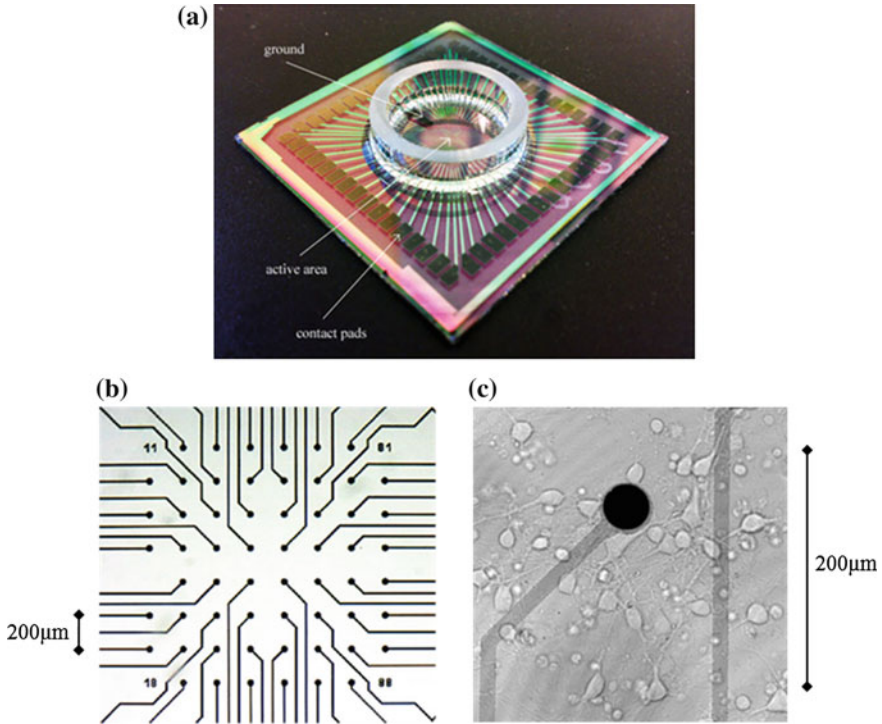 (a)
ground
active area
contact pads
(b)
(c)
11
81
200μm
200μm
18
88